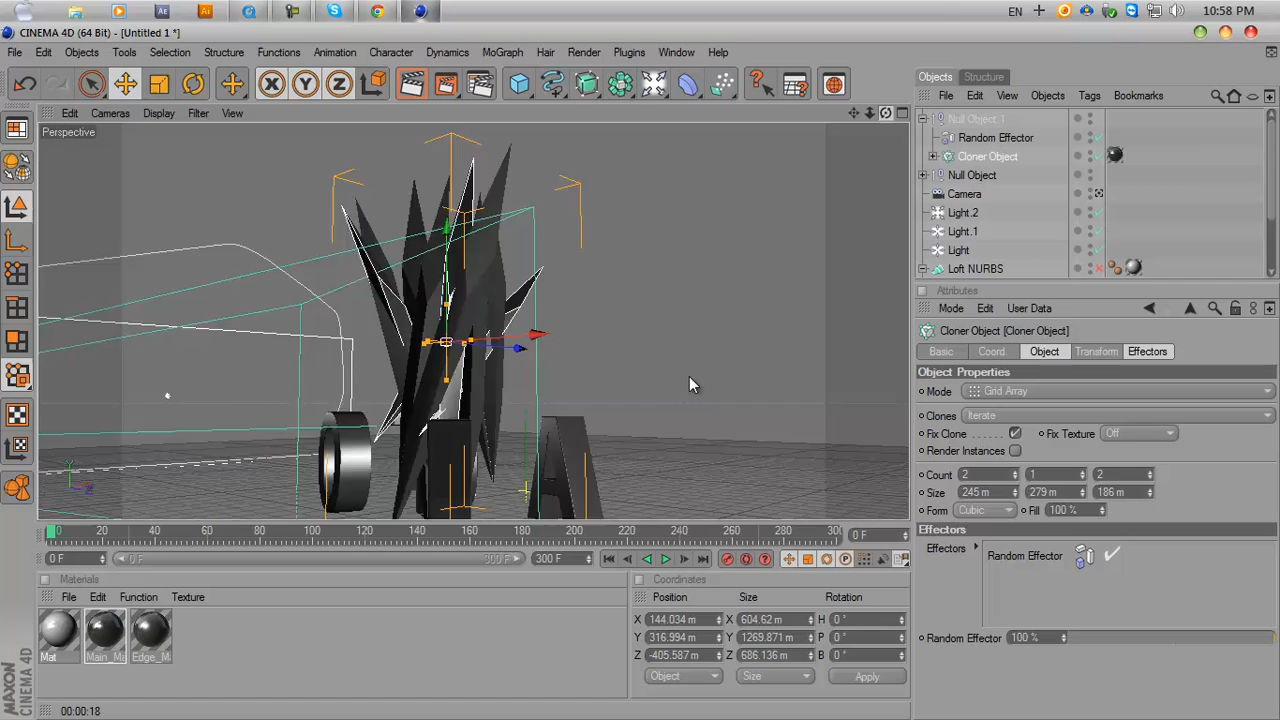 EN
10:58 PM
CINEMA 4D (64 Bit) - [Untitled 1 *]
File Edit Objects Tools Selection Structure Functions Animation Character Dynamics MoGraph Hair Render Plugins Window Help
X Y Z
Objects Structure
File Edit View Objects Tags Bookmarks
Edit Cameras Display Filter View
Perspective
Null Object.1
Random Effector
Cloner Object
Null Object
Camera
Light.2
Light.1
Light
Loft NURBS
Attributes
Mode Edit User Data
Cloner Object [Cloner Object]
Basic Coord. Object Transform Effectors
Object Properties
Mode Grid Array
Clones Iterate
Fix Clone Fix Texture Off
Render Instances
Count 2 1 2
Size 245 m 279 m 186 m
Form Cubic Fill 100 %
Effectors
Effectors Random Effector
Random Effector 100 %
0 20 40 60 80 100 120 140 160 180 200 220 240 260 280 30 0 F
0 F 0 F 300 F 300 F
Materials
File Edit Function Texture
Mat Main_Ma Edge_M
Coordinates
Position Size Rotation
X 144.034 m X 604.62 m H 0 °
Y 316.994 m Y 1269.871 m P 0 °
Z -405.587 m Z 686.136 m B 0 °
Object Size Apply
MAXON
CINEMA 4D
00:00:18